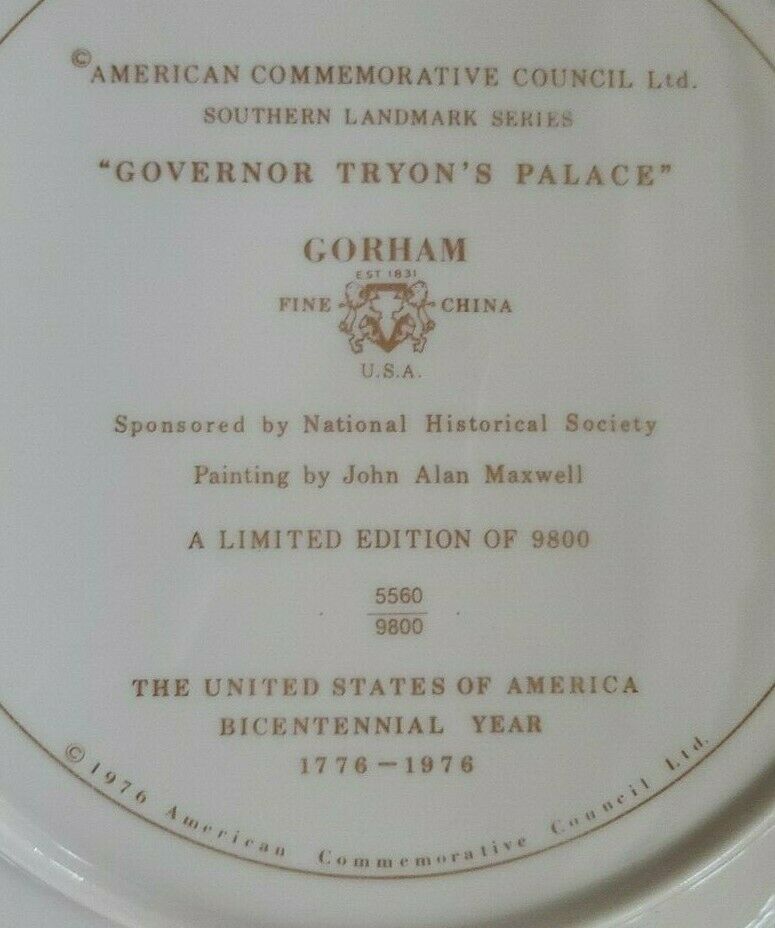 ©AMERICAN COMMEMORATIVE COUNCIL Ltd.
SOUTHERN LANDMARK SERIES
“GOVERNOR TRYON'S PALACE”
GORHAM
EST 1831
FINE CHINA
U.S.A.
Sponsored by National Historical Society
Painting by John Alan Maxwell
A LIMITED EDITION OF 9800
5560
9800
THE UNITED STATES OF AMERICA
BICENTENNIAL YEAR
1776—1976
©1976 American Commemorative Council Ltd.